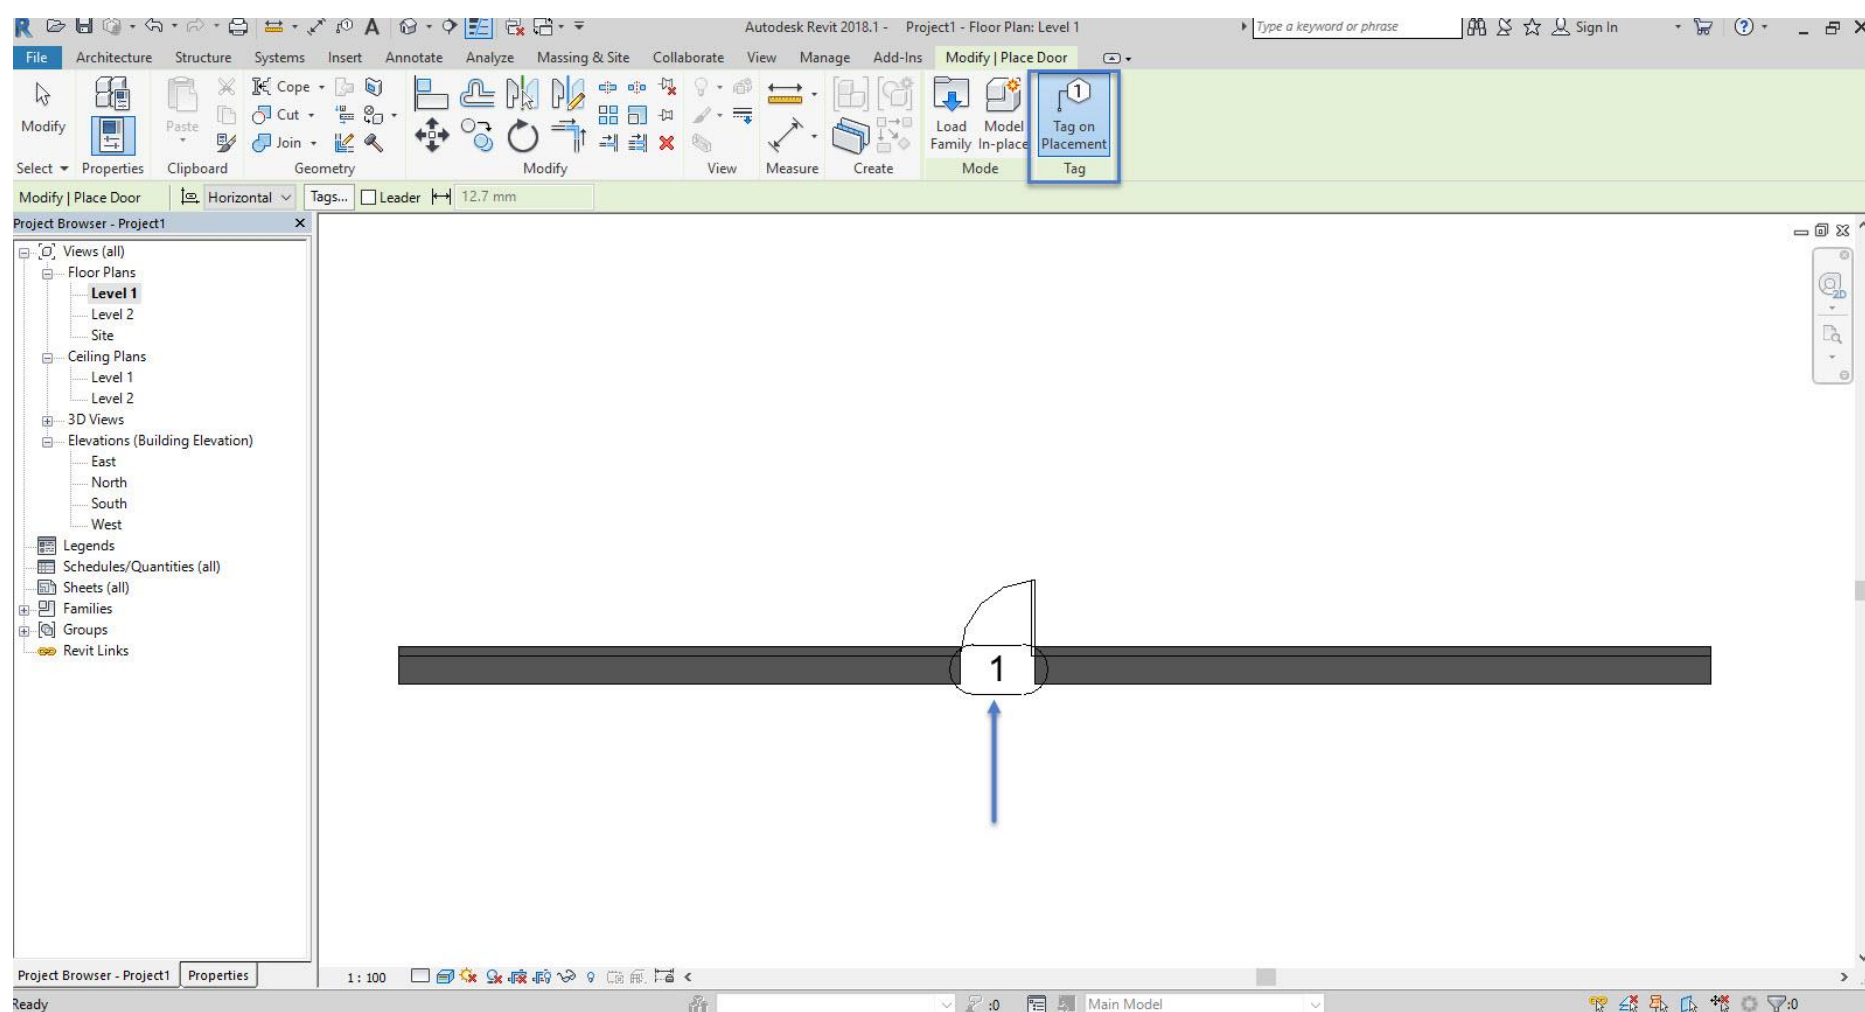 Autodesk Revit 2018.1 - Project1 - Floor Plan: Level 1 Type a keyword or phrase Sign In
File Architecture Structure Systems Insert Annotate Analyze Massing & Site Collaborate View Manage Add-Ins Modify | Place Door
Modify Paste Cope Cut Join Load Family Model In-place 1 Tag on Placement
Select Properties Clipboard Geometry Modify View Measure Create Mode Tag
Modify | Place Door Horizontal Tags... Leader 12.7 mm
Project Browser - Project1
Views (all)
Floor Plans
Level 1
Level 2
Site
Ceiling Plans
Level 1
Level 2
3D Views
Elevations (Building Elevation)
East
North
South
West
Legends
Schedules/Quantities (all)
Sheets (all)
Families
Groups
Revit Links
2D
1
Project Browser - Project1 Properties 1 : 100
Ready :0 Main Model :0